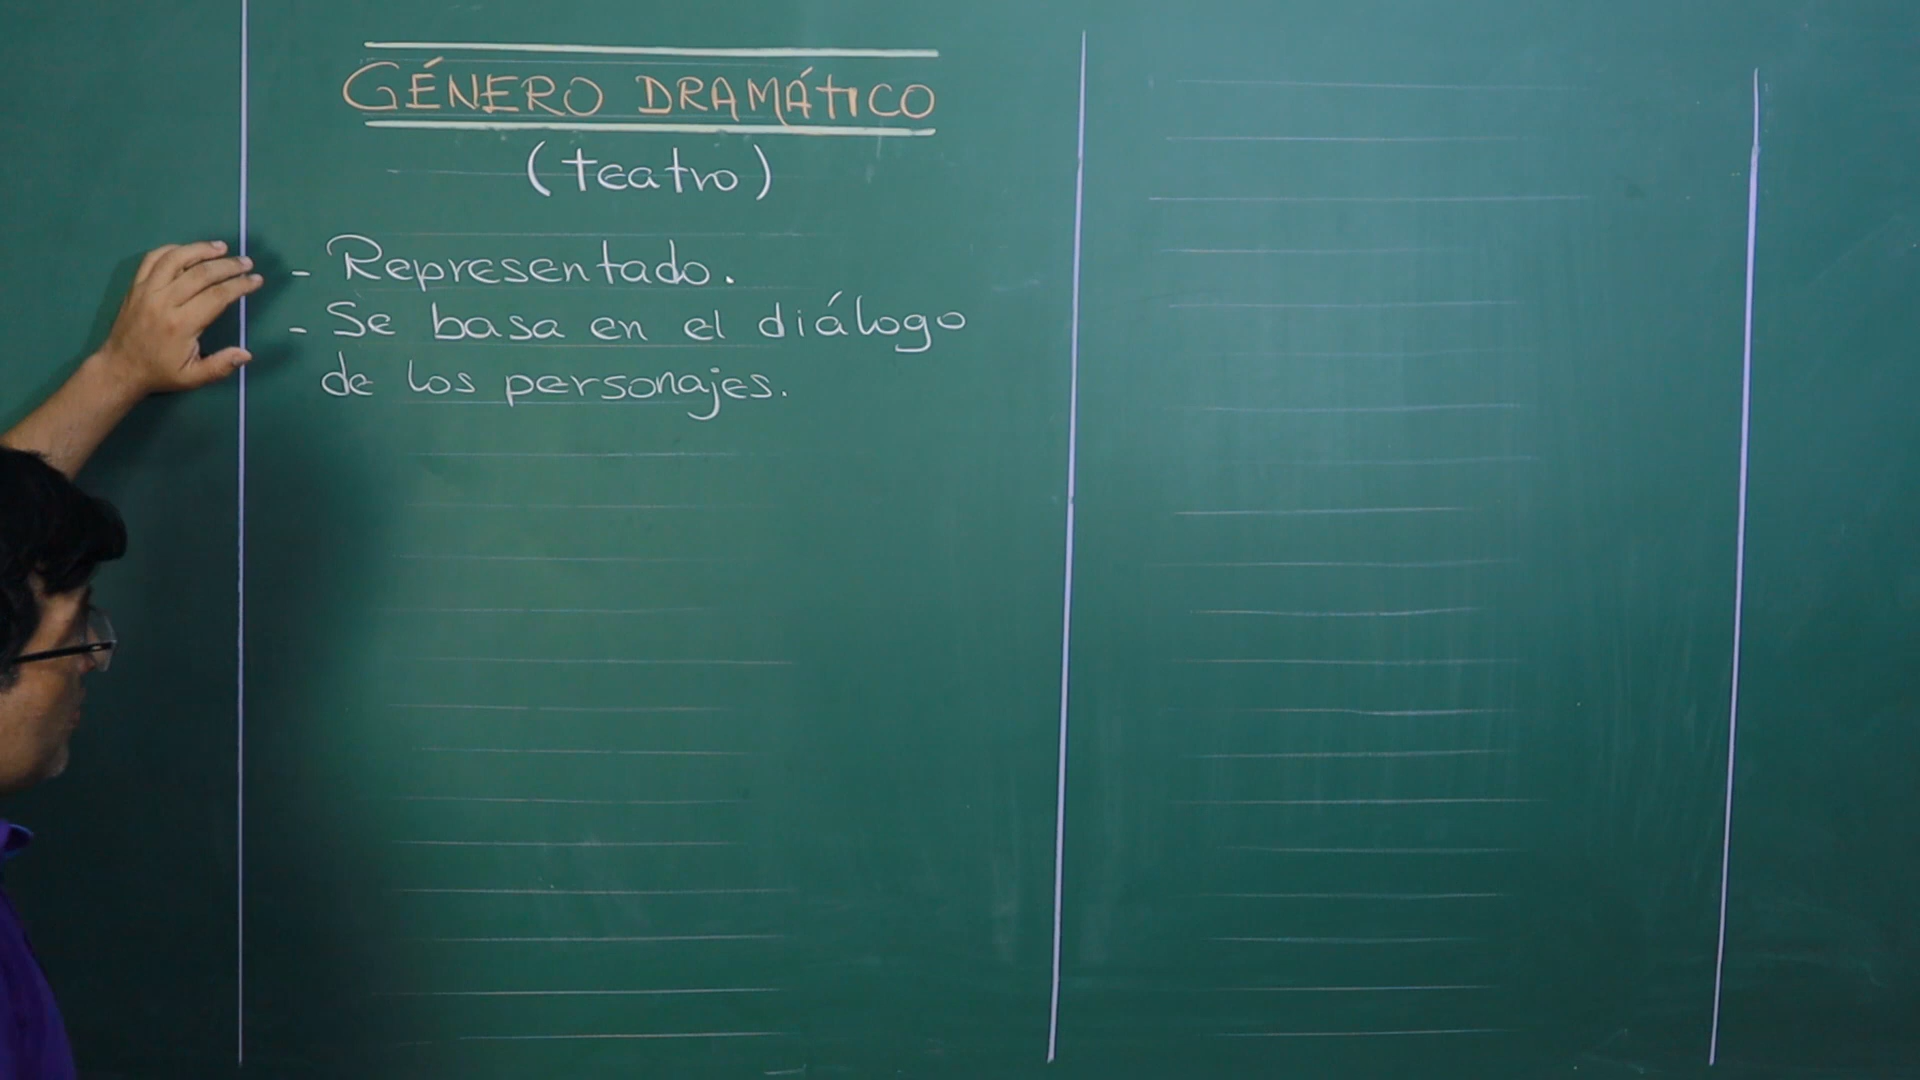 GÉNERO DRAMÁTICO
(teatro)
- Representado.
- Se basa en el diálogo
de los personajes.